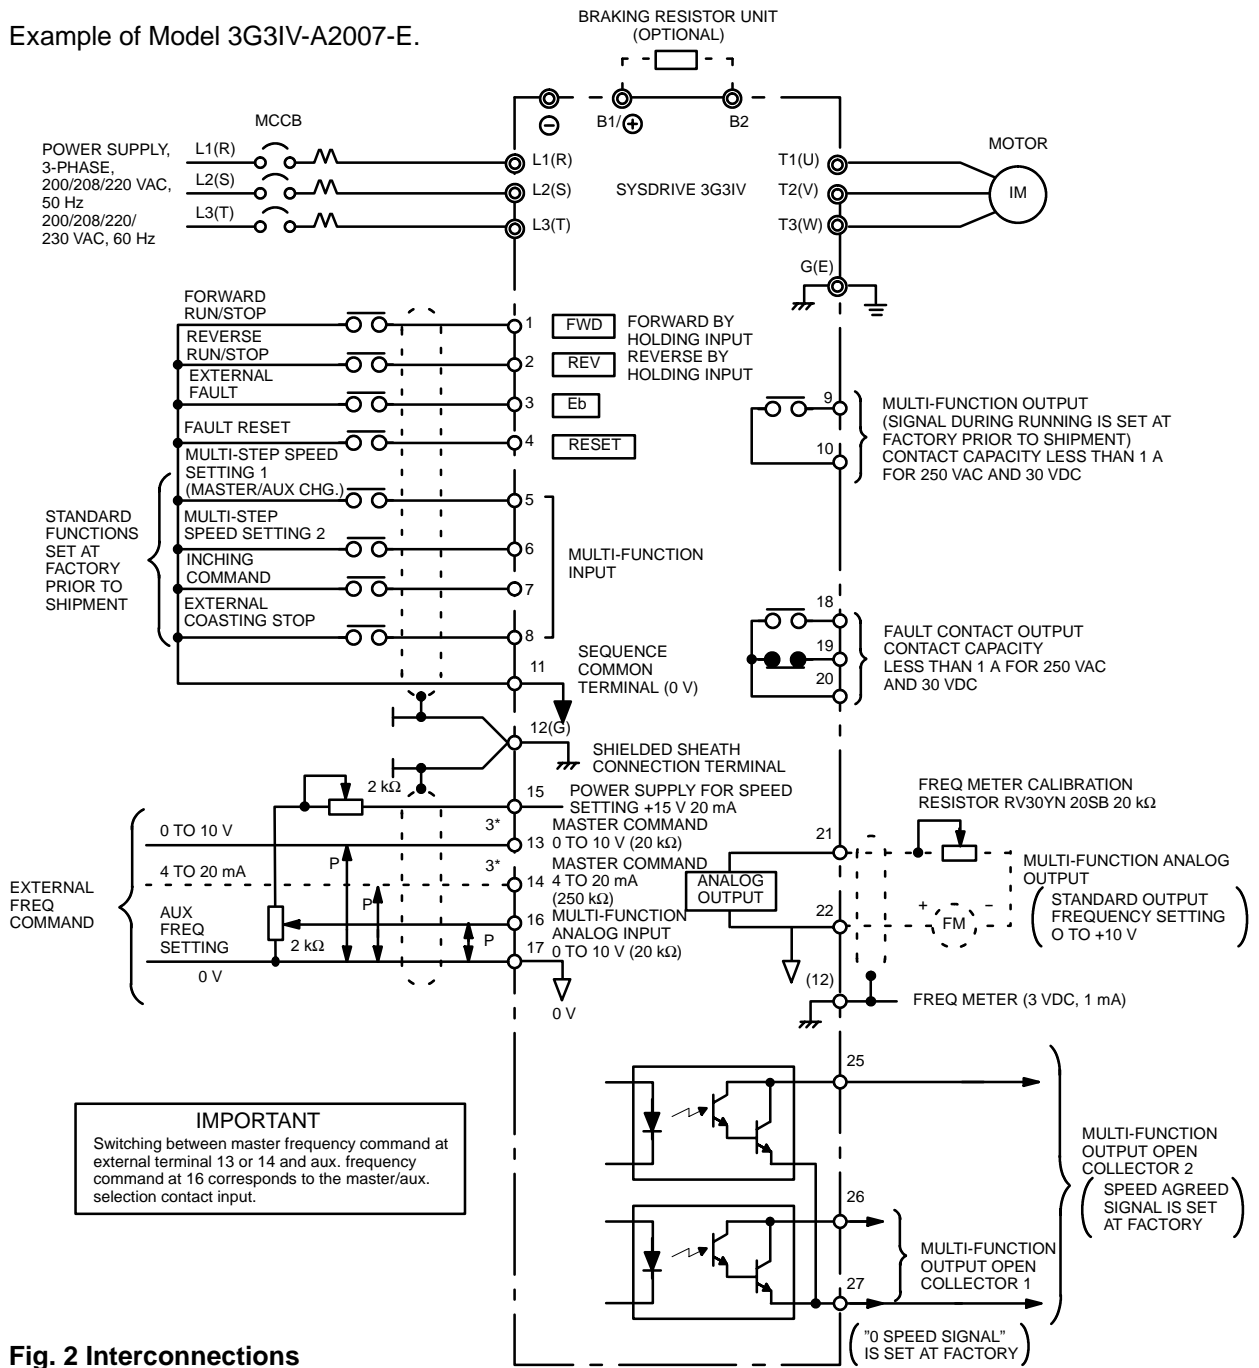 Example of Model 3G3IV-A2007-E.
BRAKING RESISTOR UNIT
(OPTIONAL)
⊖
B1/⊕
B2
MCCB
POWER SUPPLY,
3-PHASE,
200/208/220 VAC,
50 Hz
200/208/220/
230 VAC, 60 Hz
L1(R)
L2(S)
L3(T)
L1(R)
L2(S)
L3(T)
SYSDRIVE 3G3IV
T1(U)
T2(V)
T3(W)
MOTOR
IM
G(E)
FORWARD
RUN/STOP
1
FWD
FORWARD BY
HOLDING INPUT
REVERSE
RUN/STOP
2
REV
REVERSE BY
HOLDING INPUT
EXTERNAL
FAULT
3
Eb
FAULT RESET
4
RESET
MULTI-STEP SPEED
SETTING 1
(MASTER/AUX CHG.)
5
MULTI-STEP
SPEED SETTING 2
6
INCHING
COMMAND
7
EXTERNAL
COASTING STOP
8
STANDARD
FUNCTIONS
SET AT
FACTORY
PRIOR TO
SHIPMENT
MULTI-FUNCTION
INPUT
11
SEQUENCE
COMMON
TERMINAL (0 V)
12(G)
SHIELDED SHEATH
CONNECTION TERMINAL
9
10
MULTI-FUNCTION OUTPUT
(SIGNAL DURING RUNNING IS SET AT
FACTORY PRIOR TO SHIPMENT)
CONTACT CAPACITY LESS THAN 1 A
FOR 250 VAC AND 30 VDC
18
19
20
FAULT CONTACT OUTPUT
CONTACT CAPACITY
LESS THAN 1 A FOR 250 VAC
AND 30 VDC
2 kΩ
15
POWER SUPPLY FOR SPEED
SETTING +15 V 20 mA
EXTERNAL
FREQ
COMMAND
0 TO 10 V
3*
13
MASTER COMMAND
0 TO 10 V (20 kΩ)
4 TO 20 mA
3*
14
MASTER COMMAND
4 TO 20 mA
(250 kΩ)
P
P
P
AUX
FREQ
SETTING
2 kΩ
0 V
16
MULTI-FUNCTION
ANALOG INPUT
17
0 TO 10 V (20 kΩ)
0 V
FREQ METER CALIBRATION
RESISTOR RV30YN 20SB 20 kΩ
21
ANALOG
OUTPUT
22
+
FM
−
MULTI-FUNCTION ANALOG
OUTPUT
STANDARD OUTPUT
FREQUENCY SETTING
O TO +10 V
(12)
FREQ METER (3 VDC, 1 mA)
IMPORTANT
Switching between master frequency command at
external terminal 13 or 14 and aux. frequency
command at 16 corresponds to the master/aux.
selection contact input.
25
MULTI-FUNCTION
OUTPUT OPEN
COLLECTOR 2
SPEED AGREED
SIGNAL IS SET
AT FACTORY
26
MULTI-FUNCTION
OUTPUT OPEN
COLLECTOR 1
27
"0 SPEED SIGNAL"
IS SET AT FACTORY
Fig. 2 Interconnections